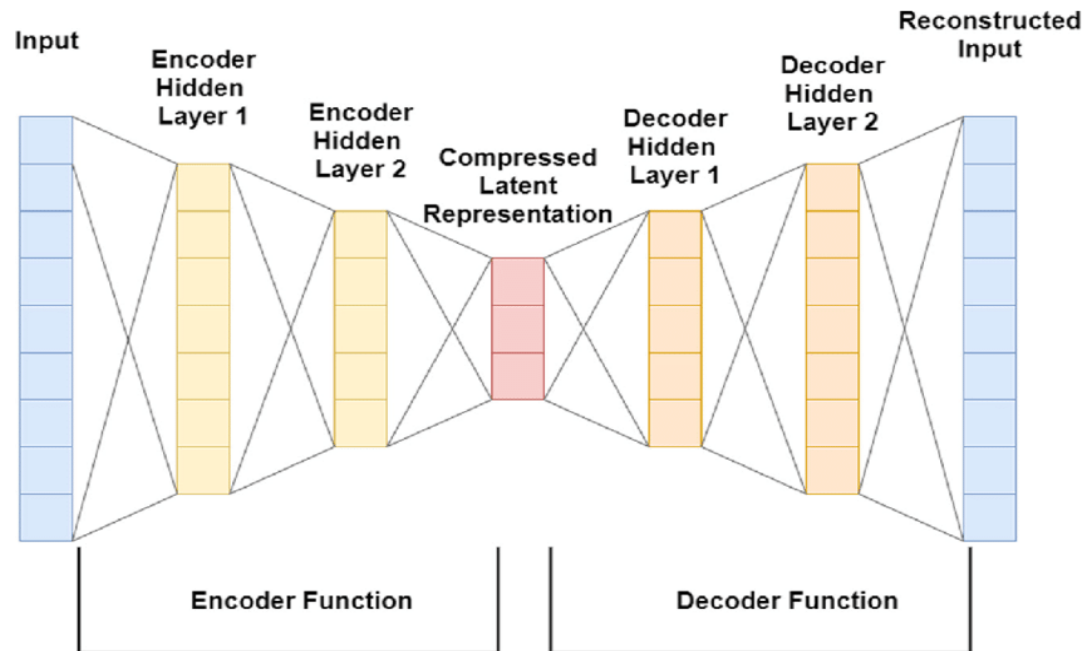 Input
Encoder
Hidden
Layer 1
Encoder
Hidden
Layer 2
Compressed
Latent
Representation
Decoder
Hidden
Layer 1
Decoder
Hidden
Layer 2
Reconstructed
Input
Encoder Function
Decoder Function